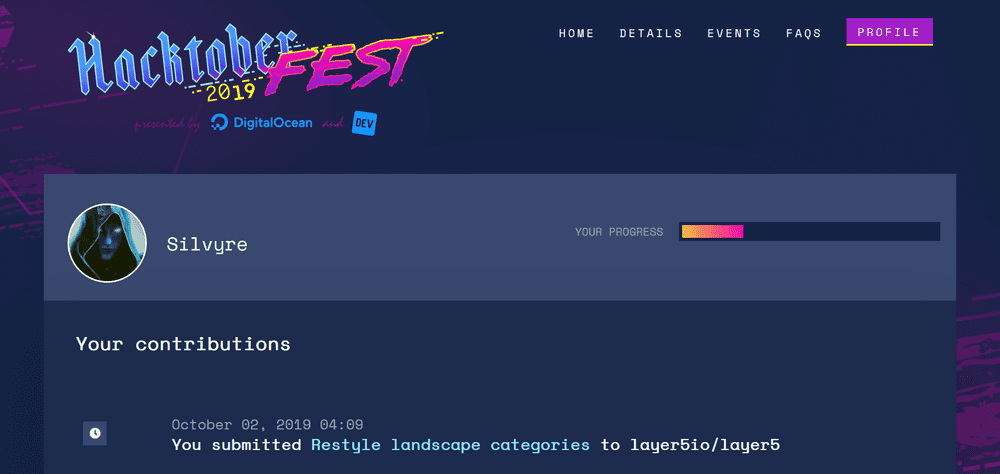 Hacktober FEST
2019
presented by DigitalOcean and DEV
HOME DETAILS EVENTS FAQS PROFILE
Silvyre
YOUR PROGRESS
Your contributions
October 02, 2019 04:09
You submitted Restyle landscape categories to layer5io/layer5